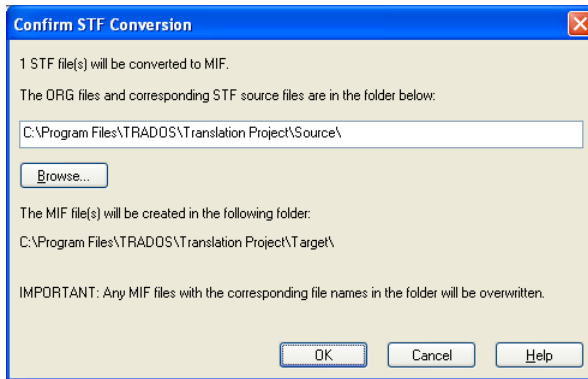 Confirm STF Conversion
1 STF file(s) will be converted to MIF.
The ORG files and corresponding STF source files are in the folder below:
C:\Program Files\TRADOS\Translation Project\Source\
Browse...
The MIF file(s) will be created in the following folder:
C:\Program Files\TRADOS\Translation Project\Target\
IMPORTANT: Any MIF files with the corresponding file names in the folder will be overwritten.
OK Cancel Help